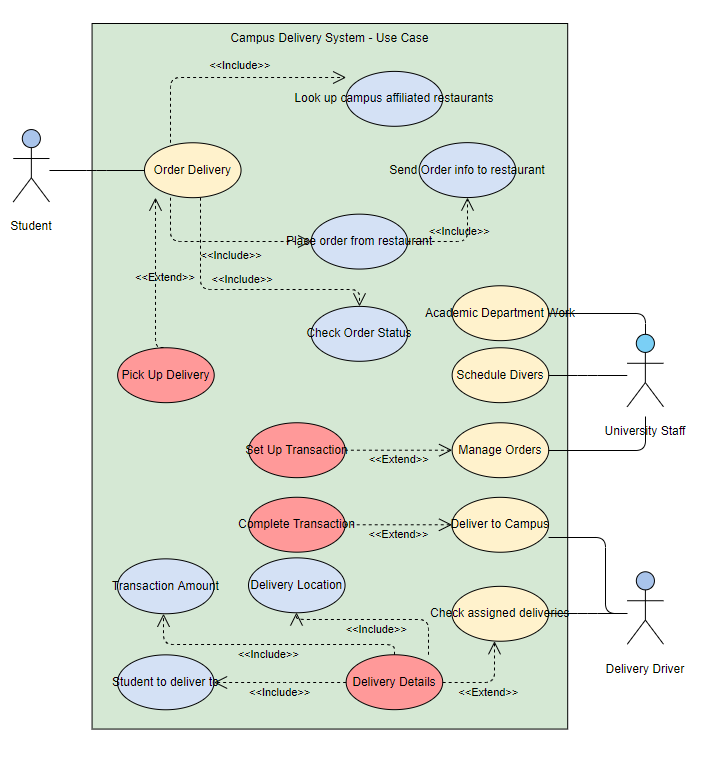 Campus Delivery System - Use Case
<<Include>>
Look up campus affiliated restaurants
Order Delivery
Send Order info to restaurant
Student
<<Include>>
Place order from restaurant
<<Include>>
<<Extend>>
<<Include>>
Academic Department Work
Check Order Status
Pick Up Delivery
Schedule Divers
University Staff
Set Up Transaction
<<Extend>>
Manage Orders
Complete Transaction
<<Extend>>
Deliver to Campus
Transaction Amount
Delivery Location
Check assigned deliveries
<<Include>>
<<Include>>
Delivery Driver
Student to deliver to
<<Include>>
Delivery Details
<<Extend>>